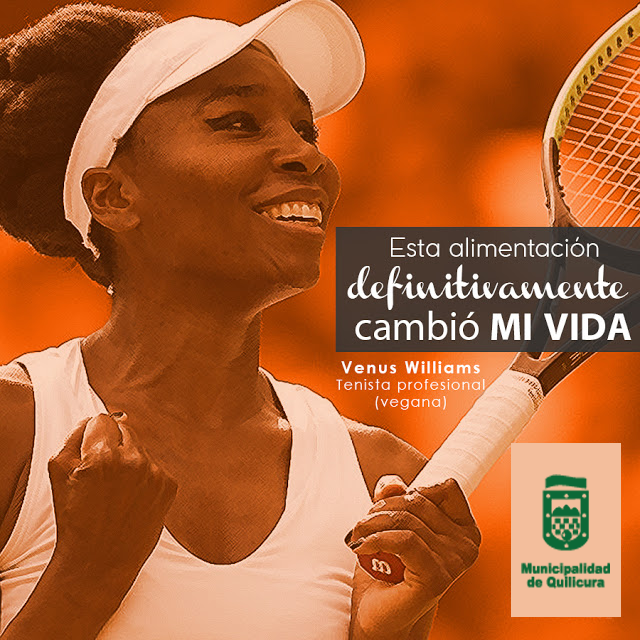 Esta alimentación
definitivamente
cambió MI VIDA
Venus Williams
Tenista profesional
(vegana)
Municipalidad
de Quilicura